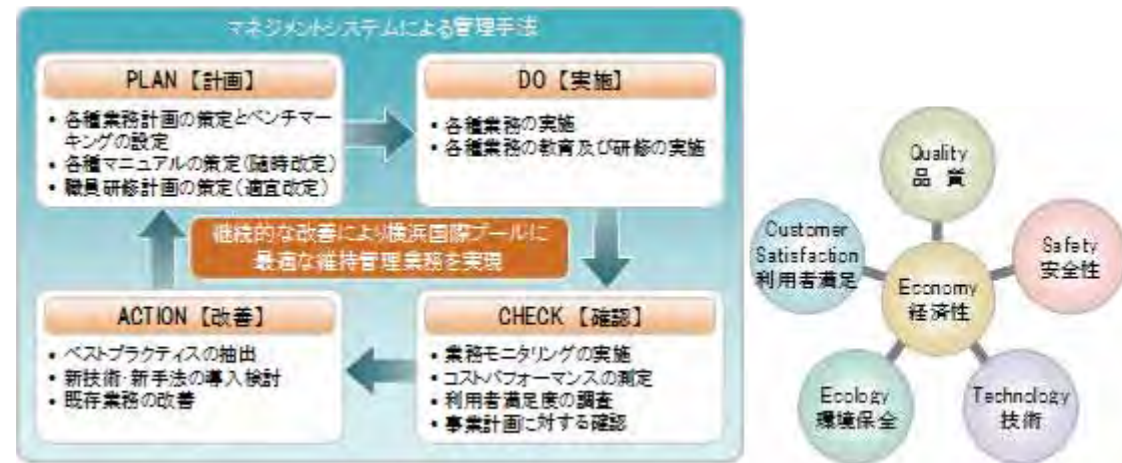 マネジメントシステムによる管理手法
PLAN 【計画】
• 各種業務計画の策定とベンチマー
キングの設定
• 各種マニュアルの策定(随時改定)
• 職員研修計画の策定(適宜改定)
DO 【実施】
• 各種業務の実施
• 各種業務の教育及び研修の実施
継続的な改善により横浜国際プールに
最適な維持管理業務を実現
ACTION 【改善】
• ベストプラクティスの抽出
• 新技術・新手法の導入検討
• 既存業務の改善
CHECK 【確認】
• 業務モニタリングの実施
• コストパフォーマンスの測定
• 利用者満足度の調査
• 事業計画に対する確認
Quality
品 質
Customer
Satisfaction
利用者満足
Safety
安全性
Economy
経済性
Ecology
環境保全
Technology
技術